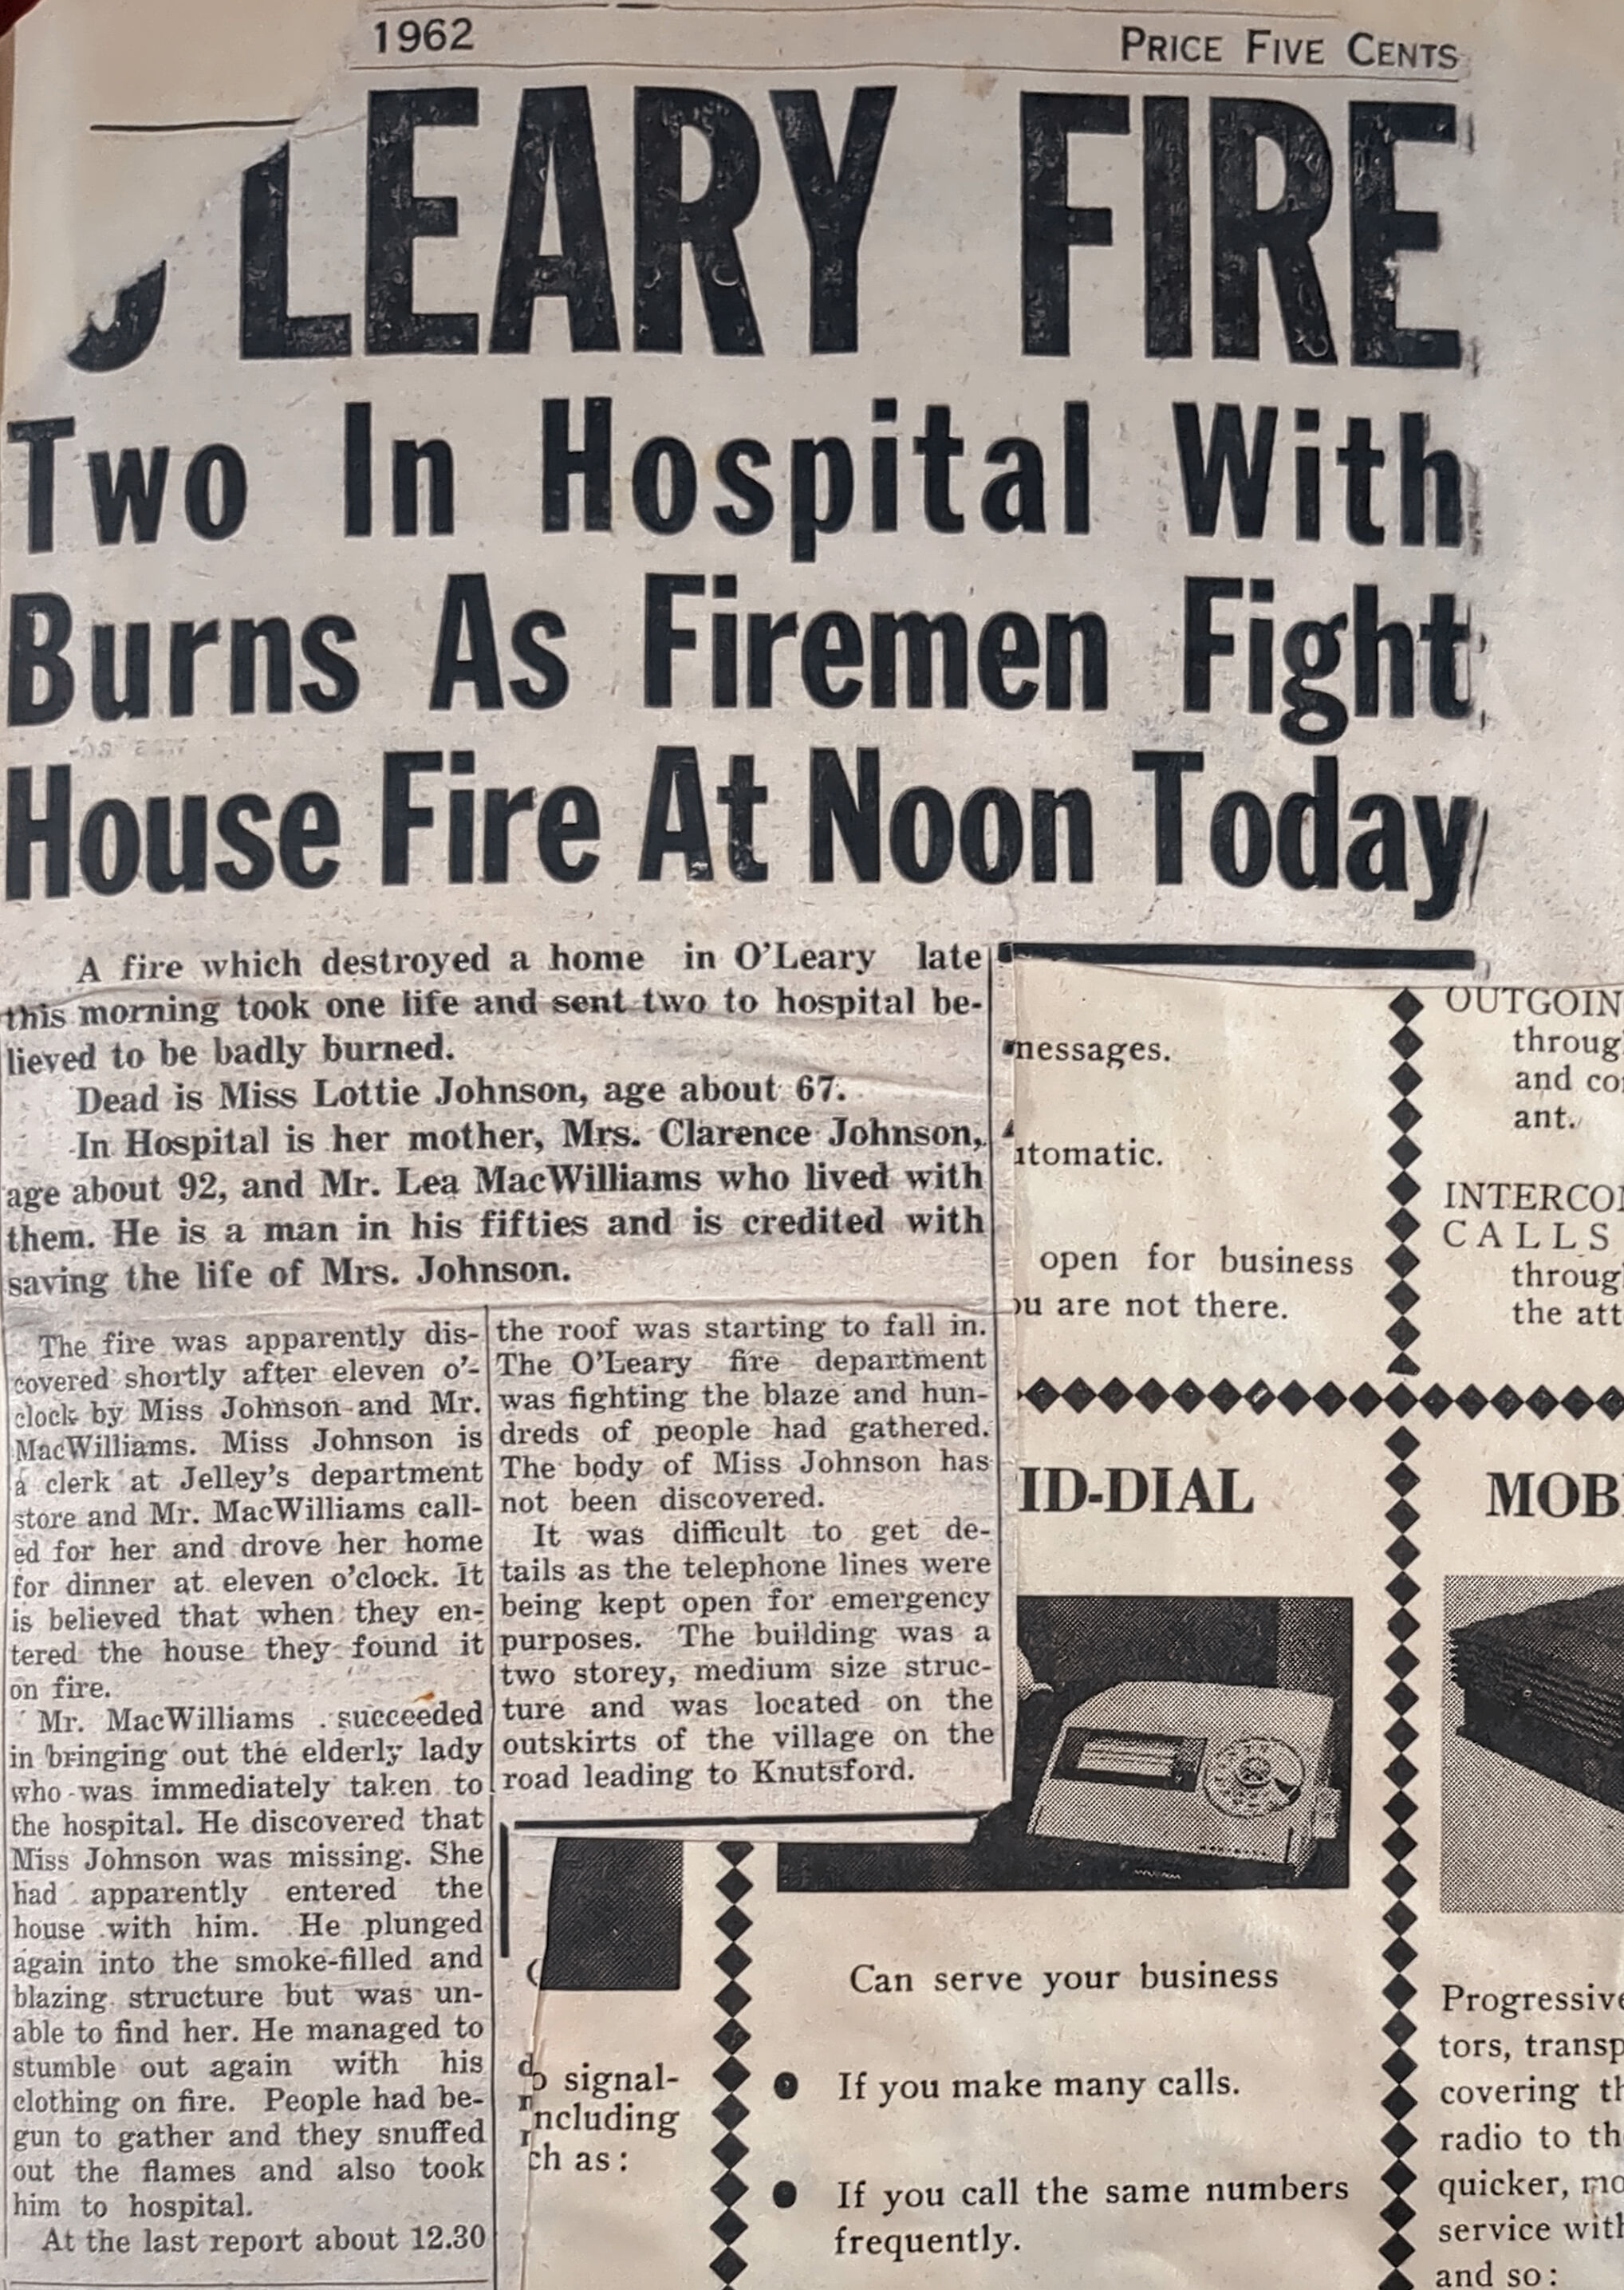 1962
PRICE FIVE CENTS
LEARY FIRE
Two In Hospital With
Burns As Firemen Fight
House Fire At Noon Today
A fire which destroyed a home in O'Leary late
this morning took one life and sent two to hospital be-
lieved to be badly burned.
Dead is Miss Lottie Johnson, age about 67.
In Hospital is her mother, Mrs. Clarence Johnson,
age about 92, and Mr. Lea MacWilliams who lived with
them. He is a man in his fifties and is credited with
saving the life of Mrs. Johnson.
The fire was apparently dis-
covered shortly after eleven o'-
clock by Miss Johnson and Mr.
MacWilliams. Miss Johnson is
a clerk at Jelley's department
store and Mr. MacWilliams call-
ed for her and drove her home
for dinner at eleven o'clock. It
is believed that when they en-
tered the house they found it
on fire.
Mr. MacWilliams succeeded
in bringing out the elderly lady
who was immediately taken to
the hospital. He discovered that
Miss Johnson was missing. She
had apparently entered the
house with him. He plunged
again into the smoke-filled and
blazing structure but was un-
able to find her. He managed to
stumble out again with his
clothing on fire. People had be-
gun to gather and they snuffed
out the flames and also took
him to hospital.
At the last report about 12.30
the roof was starting to fall in.
The O'Leary fire department
was fighting the blaze and hun-
dreds of people had gathered.
The body of Miss Johnson has
not been discovered.
It was difficult to get de-
tails as the telephone lines were
being kept open for emergency
purposes. The building was a
two storey, medium size struc-
ture and was located on the
outskirts of the village on the
road leading to Knutsford.
messages.
utomatic.
open for business
ou are not there.
OUTGOIN
throug
and co
ant.
INTERCO
CALLS
throug
the att
ID-DIAL
MOB
signal-
ncluding
ch as:
Can serve your business
● If you make many calls.
● If you call the same numbers
frequently.
Progressive
tors, transp
covering th
radio to th
quicker, mo
service with
and so: